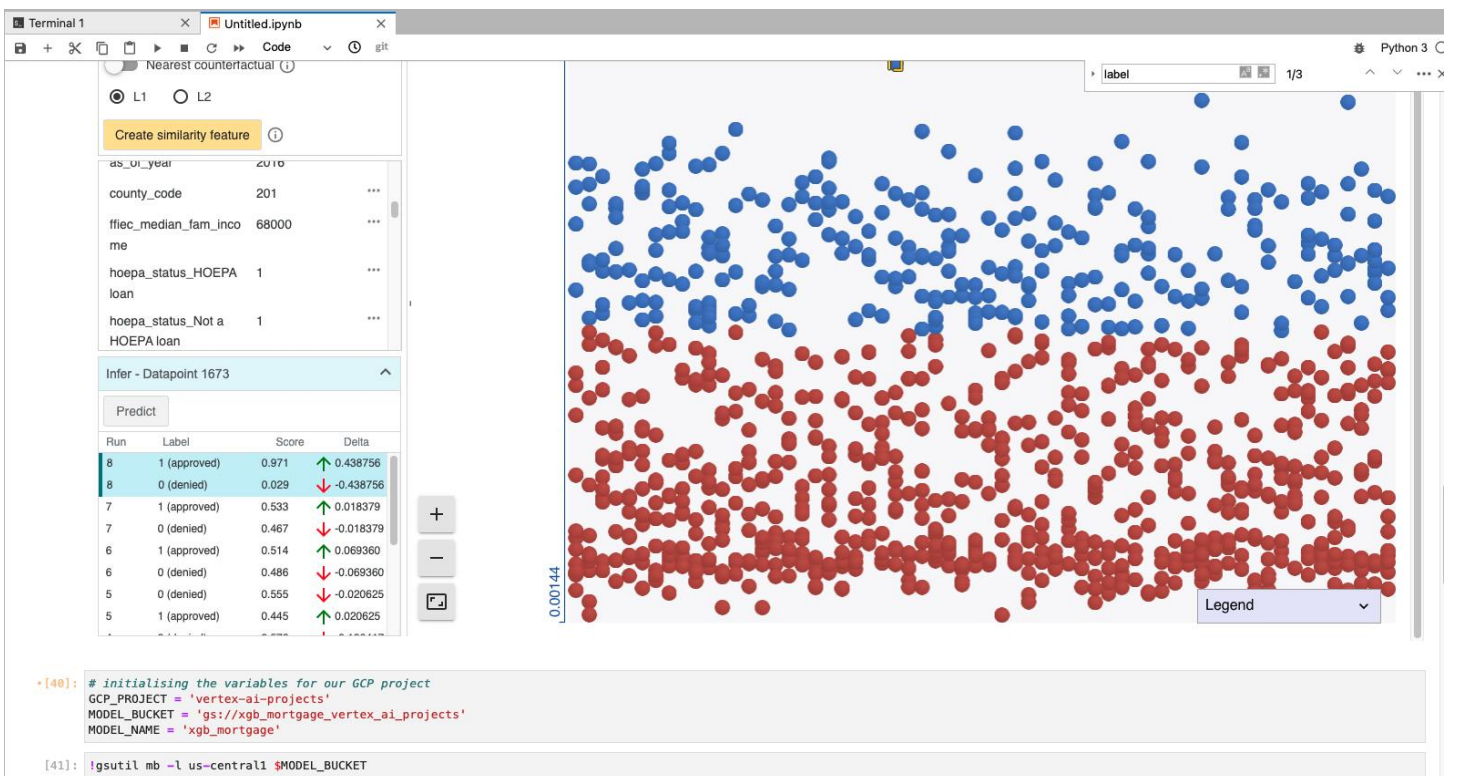 Terminal 1
Untitled.ipynb
Code
git
Python 3
Nearest counterfactual
label
1/3
L1
L2
Create similarity feature
as_of_year 2016
county_code 201
ffiec_median_fam_inco 68000
me
hoepa_status_HOEPA 1
loan
hoepa_status_Not a 1
HOEPA loan
Infer - Datapoint 1673
Predict
Run Label Score Delta
8 1 (approved) 0.971 0.438756
8 0 (denied) 0.029 -0.438756
7 1 (approved) 0.533 0.018379
7 0 (denied) 0.467 -0.018379
6 1 (approved) 0.514 0.069360
6 0 (denied) 0.486 -0.069360
5 0 (denied) 0.555 -0.020625
5 1 (approved) 0.445 0.020625
0.00144
Legend
[40]: # initialising the variables for our GCP project
GCP_PROJECT = 'vertex-ai-projects'
MODEL_BUCKET = 'gs://xgb_mortgage_vertex_ai_projects'
MODEL_NAME = 'xgb_mortgage'
[41]: !gsutil mb -l us-central1 $MODEL_BUCKET